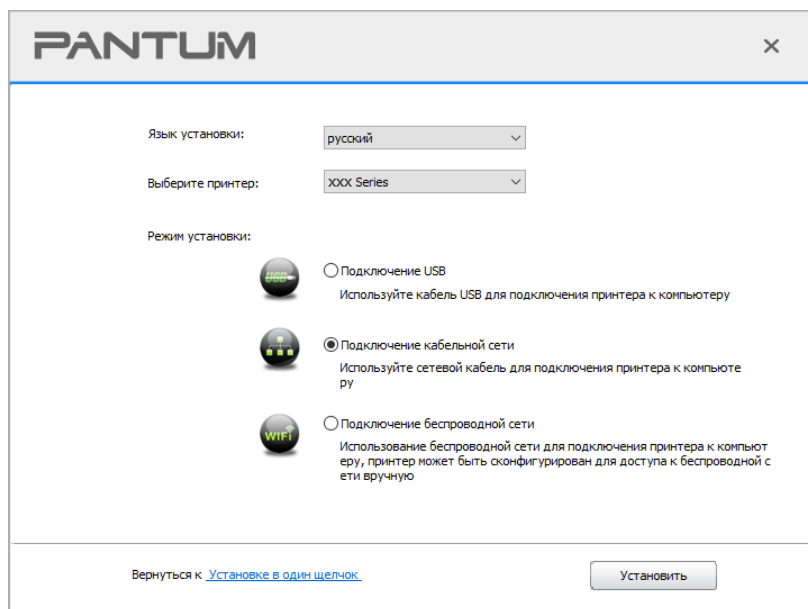 PANTUM
Язык установки:
русский
Выберите принтер:
XXX Series
Режим установки:
USB
Подключение USB
Используйте кабель USB для подключения принтера к компьютеру
Подключение кабельной сети
Используйте сетевой кабель для подключения принтера к компьюте
ру
WiFi
Подключение беспроводной сети
Использование беспроводной сети для подключения принтера к компьют
еру, принтер может быть сконфигурирован для доступа к беспроводной с
ети вручную
Вернуться к Установке в один щелчок
Установить